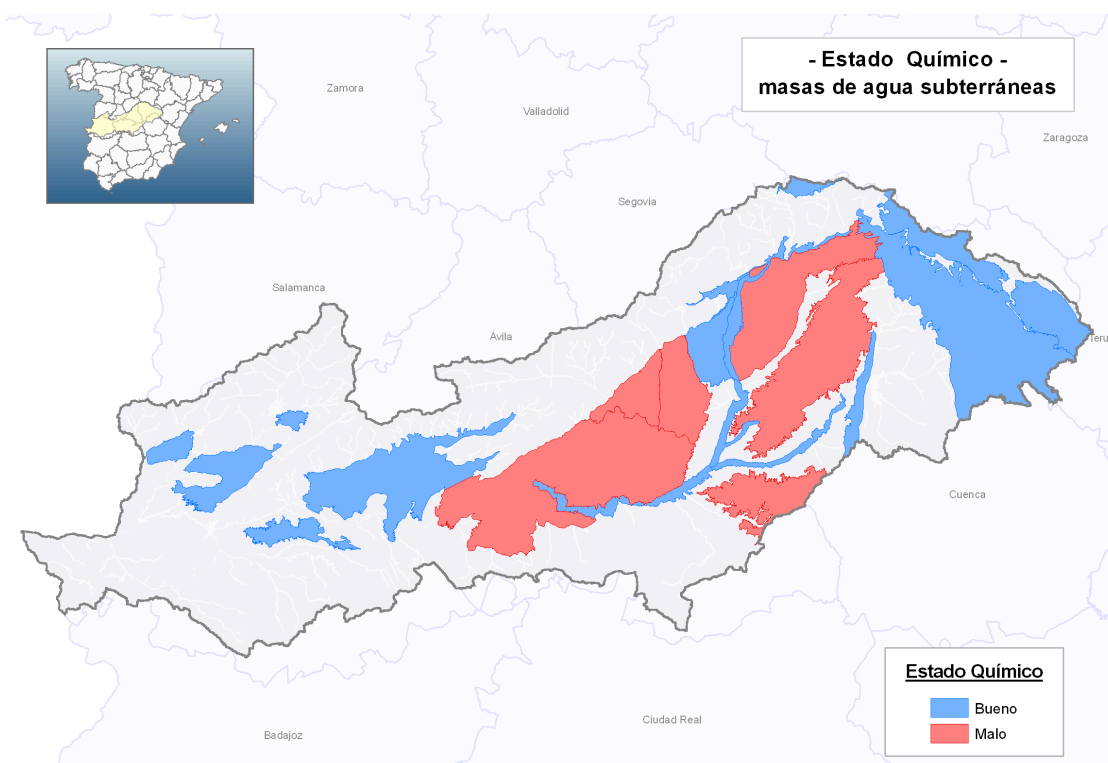 - Estado Químico -
masas de agua subterráneas
Zamora
Valladolid
Zaragoza
Segovia
Salamanca
Ávila
Teru
Cuenca
Ciudad Real
Badajoz
Estado Químico
Bueno
Malo